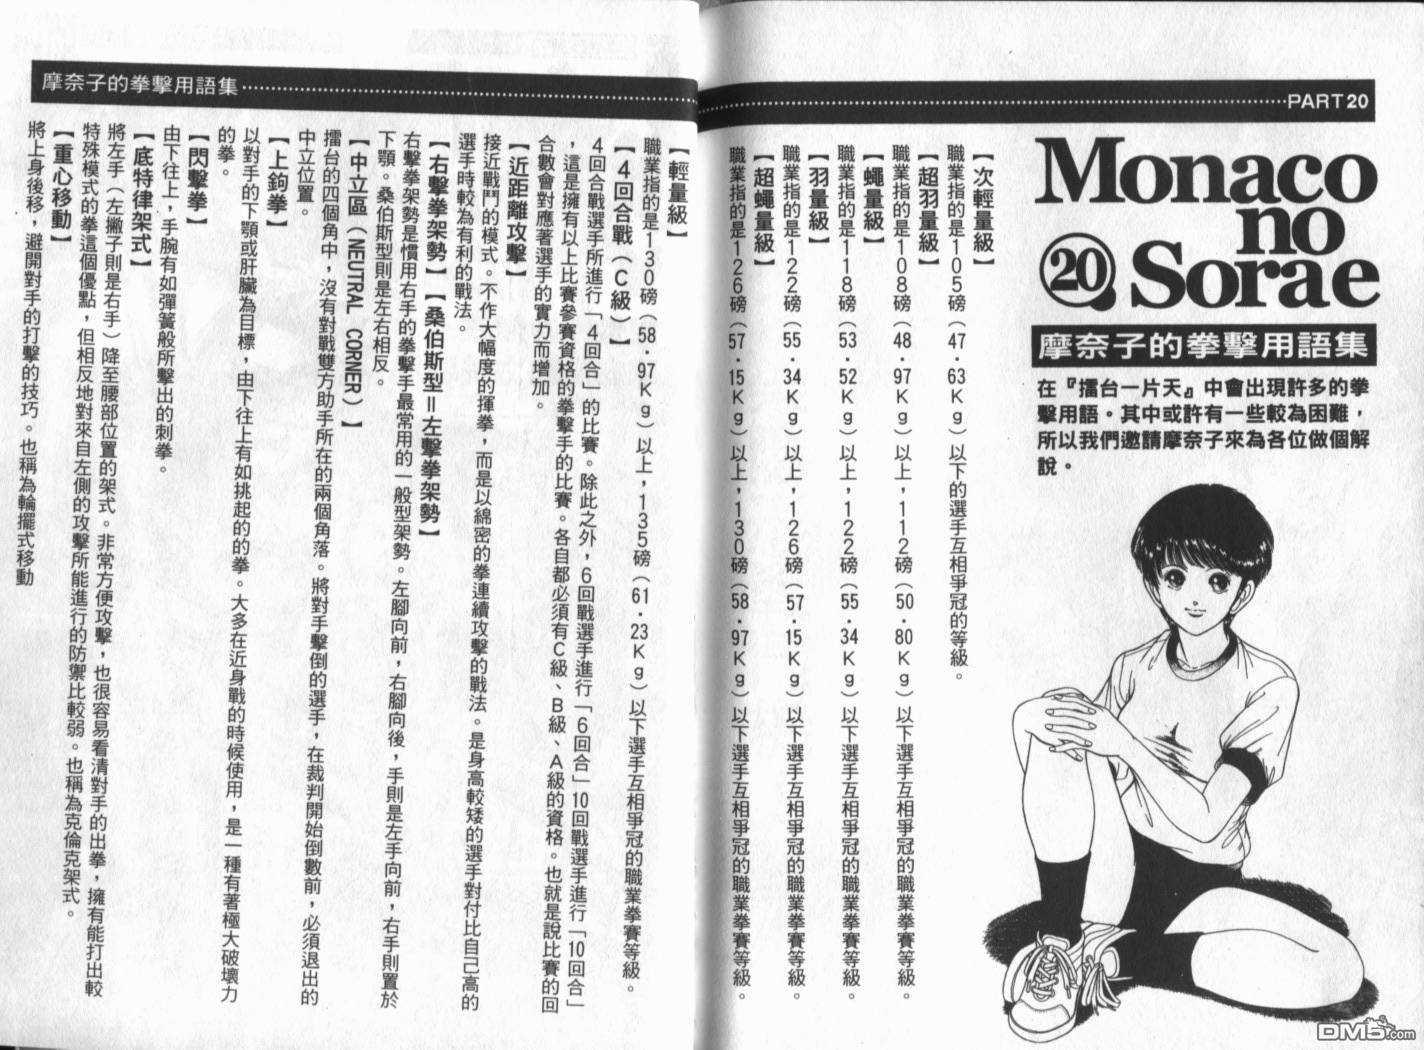 PART20
Monaco
no
Sorae
20
摩奈子的拳擊用語集
在『擂台一片天』中會出現許多的拳
擊用語。其中或許有一些較為困難，
所以我們邀請摩奈子來為各位做個解
說。
【次輕量級】
職業指的是105磅（47．63Kg）以下的選手互相爭冠的等級。
【超羽量級】
職業指的是108磅（48．97Kg）以上，112磅（50．80Kg）以下選手互相爭冠的職業拳賽等級。
【蠅量級】
職業指的是118磅（53．52Kg）以上，122磅（55．34Kg）以下選手互相爭冠的職業拳賽等級。
【羽量級】
職業指的是122磅（55．34Kg）以上，126磅（57．15Kg）以下選手互相爭冠的職業拳賽等級。
【超蠅量級】
職業指的是126磅（57．15Kg）以上，130磅（58．97Kg）以下選手互相爭冠的職業拳賽等級。
摩奈子的拳擊用語集
【輕量級】
職業指的是130磅（58．97Kg）以上，135磅（61．23Kg）以下選手互相爭冠的職業拳賽等級。
【4回合戰（C級）】
4回合戰選手所進行「4回合」的比賽。除此之外，6回戰選手進行「6回合」10回戰選手進行「10回合」
，這是擁有以上比賽參賽資格的拳擊手的比賽。各自都必須有C級、B級、A級的資格。也就是說比賽的回
合數會對應著選手的實力而增加。
【近距離攻擊】
接近戰鬥的模式。不作大幅度的揮拳，而是以綿密的拳連續攻擊的戰法。是身高較矮的選手對付比自己高的
選手時較為有利的戰法。
【右擊拳架勢】【桑伯斯型＝左擊拳架勢】
右擊拳架勢是慣用右手的拳擊手最常用的一般型架勢。左腳向前，右腳向後，手則是左手向前，右手則置於
下顎。桑伯斯型則是左右相反。
【中立區（NEUTRAL CORNER）】
擂台的四個角中，沒有對戰雙方助手所在的兩個角落。將對手擊倒的選手，在裁判開始倒數前，必須退出的
中立位置。
【上鉤拳】
以對手的下顎或肝臟為目標，由下往上有如挑起的的拳。大多在近身戰的時候使用，是一種有著極大破壞力
的拳。
【閃擊拳】
由下往上，手腕有如彈簧般所擊出的刺拳。
【底特律架式】
將左手（左撇子則是右手）降至腰部位置的架式。非常方便攻擊，也很容易看清對手的出拳，擁有能打出較
特殊模式的拳這個優點，但相反地對來自左側的攻擊所能進行的防禦比較弱。也稱為克倫克架式。
【重心移動】
將上身後移，避開對手的打擊的技巧。也稱為輪擺式移動
DM5.com